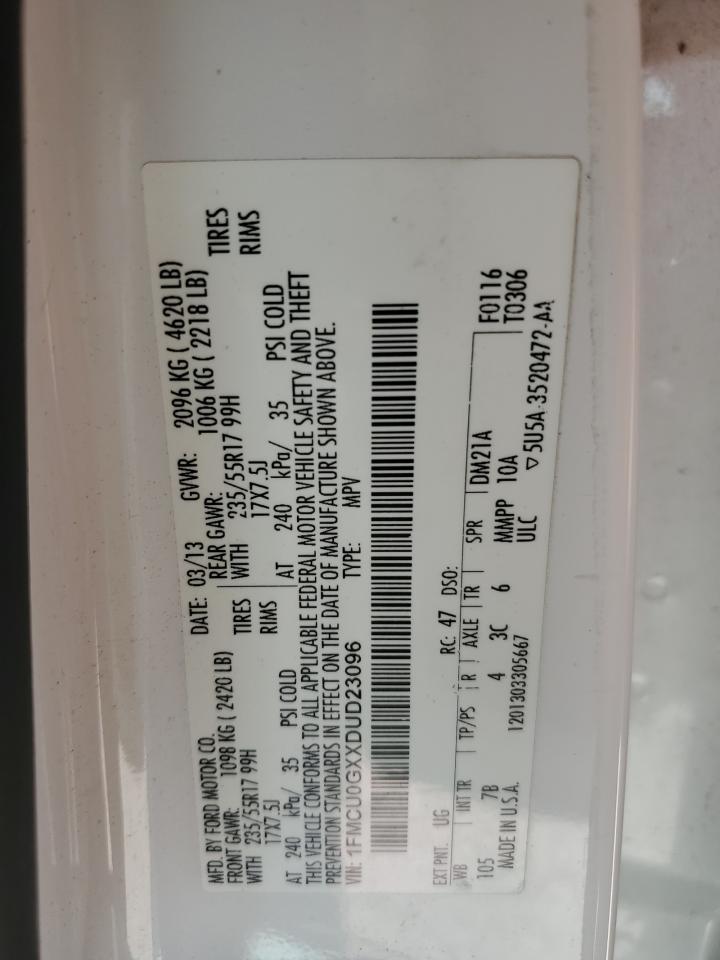 MFD. BY FORD MOTOR CO.
DATE: 03/13 GVWR: 2096 KG ( 4620 LB)
FRONT GAWR: 1098 KG ( 2420 LB) REAR GAWR: 1006 KG ( 2218 LB)
WITH 235/55R17 99H TIRES WITH 235/55R17 99H TIRES
17X7.5J RIMS 17X7.5J RIMS
AT 240 kPa/ 35 PSI COLD AT 240 kPa/ 35 PSI COLD
THIS VEHICLE CONFORMS TO ALL APPLICABLE FEDERAL MOTOR VEHICLE SAFETY AND THEFT
PREVENTION STANDARDS IN EFFECT ON THE DATE OF MANUFACTURE SHOWN ABOVE.
VIN: 1FMCU0GXXDUD23096 TYPE: MPV
EXT PNT: UG RC: 47 DSO:
WB INT TR TP/PS R AXLE TR SPR DM21A F0116
105 7B 4 3C 6 MMPP 10A T0306
MADE IN U.S.A. 1201303305667 ULC ▽5U5A-3520472-AA